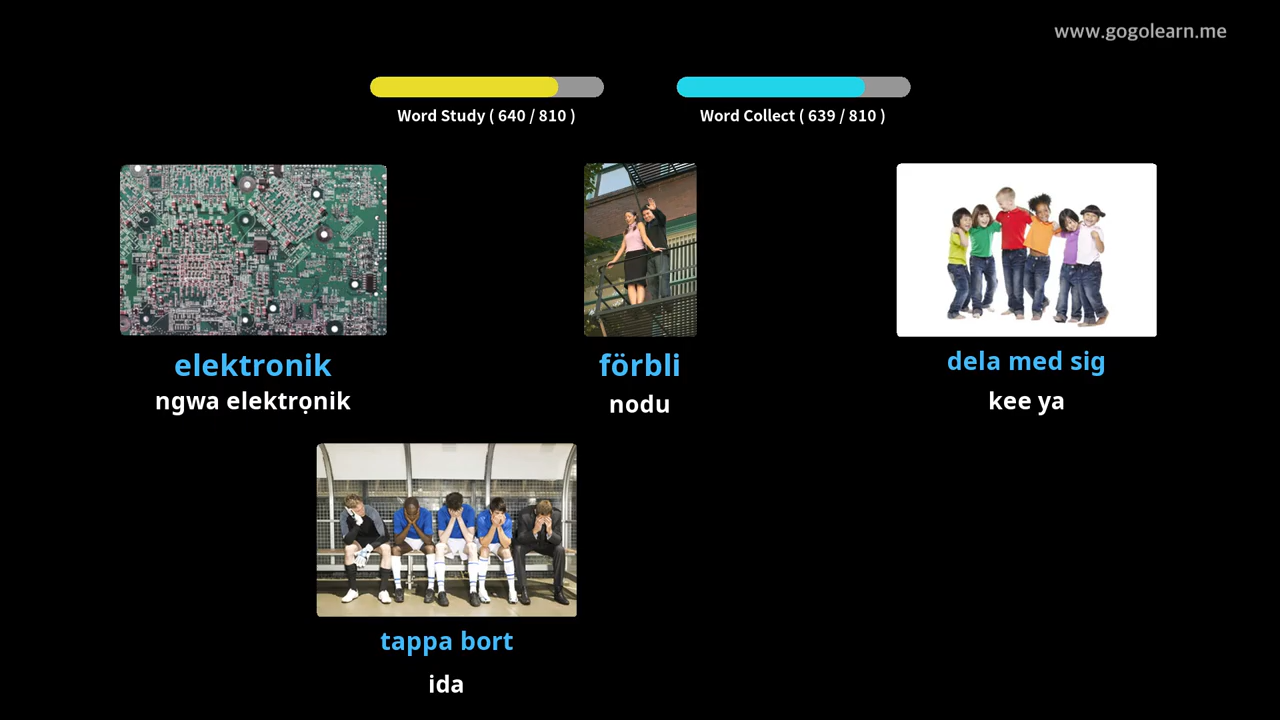 www.gogolearn.me
Word Study ( 640 / 810 )
Word Collect ( 639 / 810 )
elektronik
ngwa elektrọnik
förbli
nodu
dela med sig
kee ya
tappa bort
ida